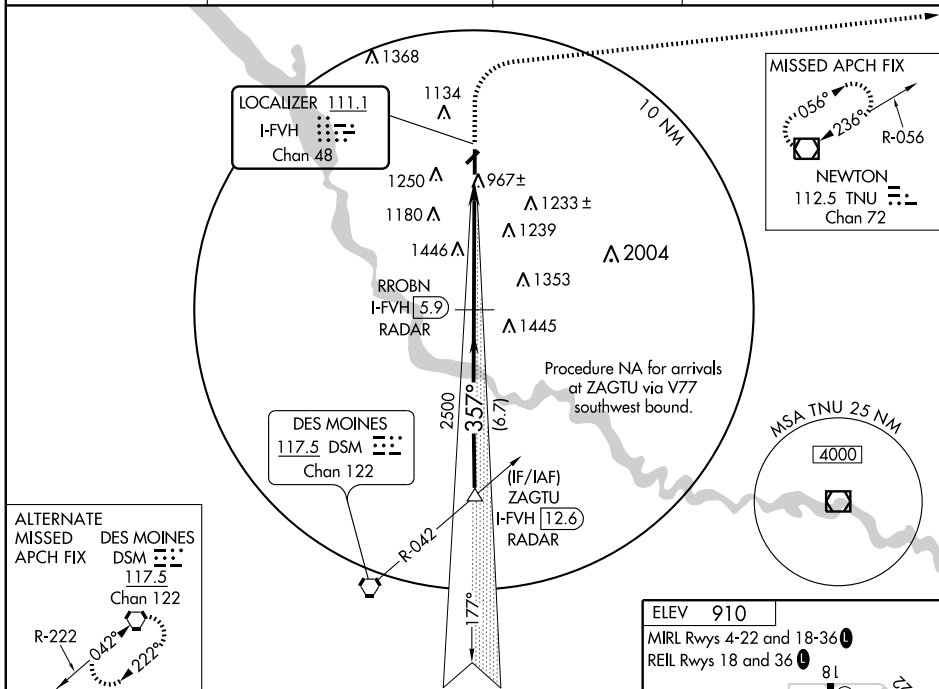 1368
1134
LOCALIZER 111.1
I-FVH
Chan 48
10 NM
MISSED APCH FIX
056°
236°
R-056
NEWTON
112.5 TNU
Chan 72
1250
967±
1180
1233 ±
1239
1446
2004
1353
RROBN
I-FVH 5.9
RADAR
1445
Procedure NA for arrivals
at ZAGTU via V77
southwest bound.
2500
357°
(6.7)
MSA TNU 25 NM
4000
DES MOINES
117.5 DSM
Chan 122
(IF/IAF)
ZAGTU
I-FVH 12.6
RADAR
R-042
177°
ALTERNATE
MISSED
APCH FIX
DES MOINES
DSM
117.5
Chan 122
R-222
042°
222°
ELEV 910
MIRL Rwys 4-22 and 18-36 L
REIL Rwys 18 and 36 L
18
22